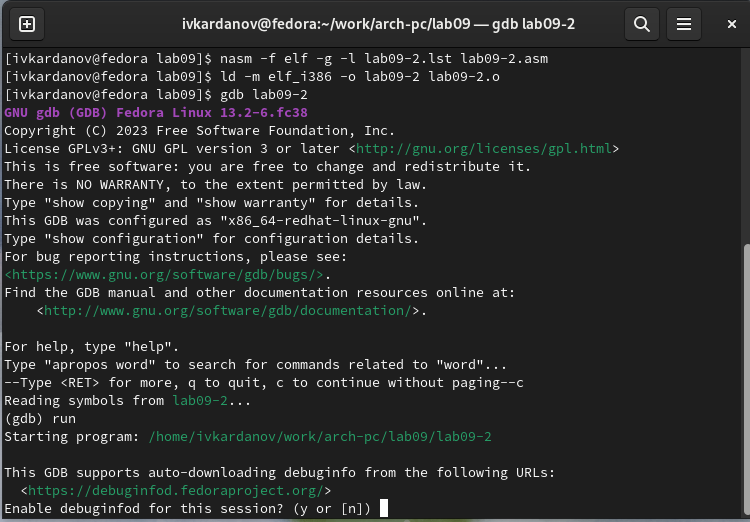 ivkardanov@fedora:~/work/arch-pc/lab09 — gdb lab09-2
[ivkardanov@fedora lab09]$ nasm -f elf -g -l lab09-2.lst lab09-2.asm
[ivkardanov@fedora lab09]$ ld -m elf_i386 -o lab09-2 lab09-2.o
[ivkardanov@fedora lab09]$ gdb lab09-2
GNU gdb (GDB) Fedora Linux 13.2-6.fc38
Copyright (C) 2023 Free Software Foundation, Inc.
License GPLv3+: GNU GPL version 3 or later <http://gnu.org/licenses/gpl.html>
This is free software: you are free to change and redistribute it.
There is NO WARRANTY, to the extent permitted by law.
Type "show copying" and "show warranty" for details.
This GDB was configured as "x86_64-redhat-linux-gnu".
Type "show configuration" for configuration details.
For bug reporting instructions, please see:
<https://www.gnu.org/software/gdb/bugs/>.
Find the GDB manual and other documentation resources online at:
    <http://www.gnu.org/software/gdb/documentation/>.

For help, type "help".
Type "apropos word" to search for commands related to "word"...
--Type <RET> for more, q to quit, c to continue without paging--c
Reading symbols from lab09-2...
(gdb) run
Starting program: /home/ivkardanov/work/arch-pc/lab09/lab09-2

This GDB supports auto-downloading debuginfo from the following URLs:
  <https://debuginfod.fedoraproject.org/>
Enable debuginfod for this session? (y or [n])